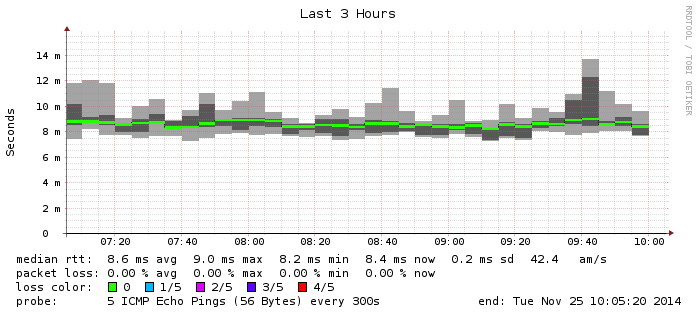 Last 3 Hours
RRDTOOL / TOBI OETIKER
Seconds
14 m
12 m
10 m
8 m
6 m
4 m
2 m
0
07:20 07:40 08:00 08:20 08:40 09:00 09:20 09:40 10:00
median rtt: 8.6 ms avg 9.0 ms max 8.2 ms min 8.4 ms now 0.2 ms sd 42.4 am/s
packet loss: 0.00 % avg 0.00 % max 0.00 % min 0.00 % now
loss color: 0 1/5 2/5 3/5 4/5
probe: 5 ICMP Echo Pings (56 Bytes) every 300s end: Tue Nov 25 10:05:20 2014